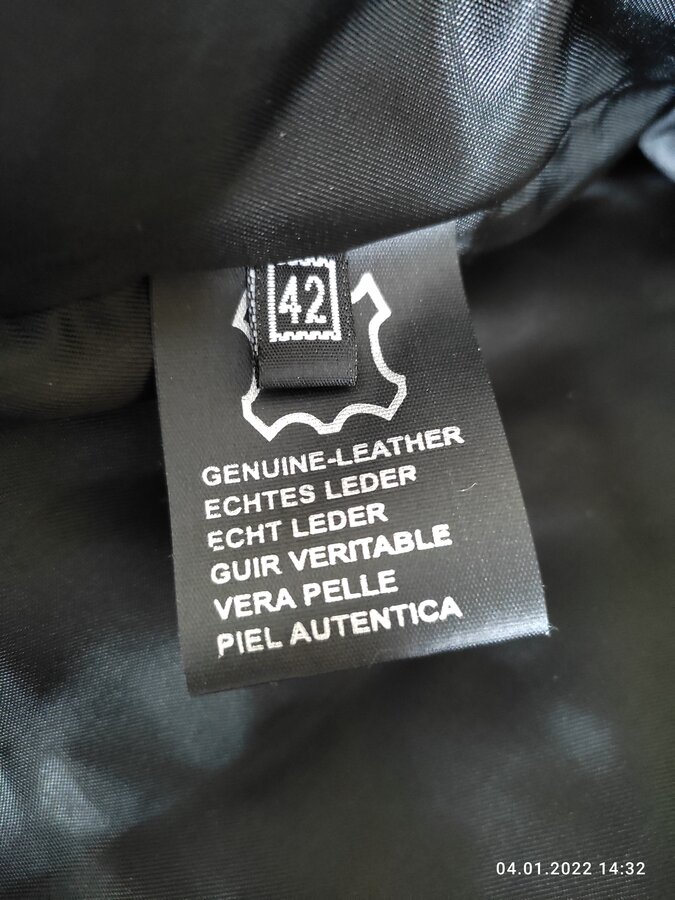 42
GENUINE-LEATHER
ECHTES LEDER
ECHT LEDER
GUIR VERITABLE
VERA PELLE
PIEL AUTENTICA
04.01.2022 14:32